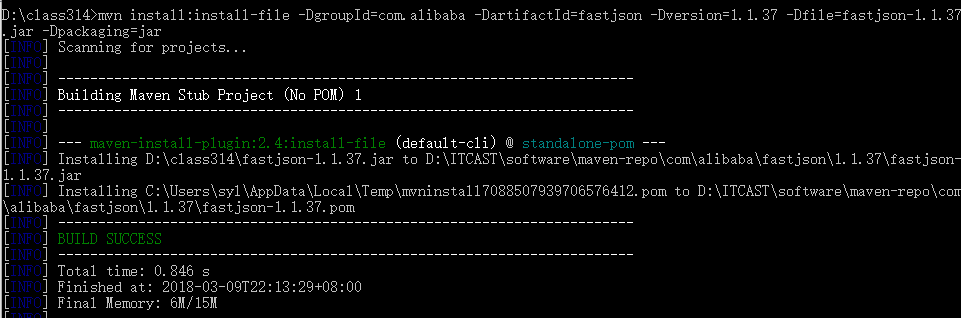 D:\class314>mvn install:install-file -DgroupId=com.alibaba -DartifactId=fastjson -Dversion=1.1.37 -Dfile=fastjson-1.1.37
.jar -Dpackaging=jar
[INFO] Scanning for projects...
[INFO]
[INFO] ------------------------------------------------------------------------
[INFO] Building Maven Stub Project (No POM) 1
[INFO] ------------------------------------------------------------------------
[INFO]
[INFO] --- maven-install-plugin:2.4:install-file (default-cli) @ standalone-pom ---
[INFO] Installing D:\class314\fastjson-1.1.37.jar to D:\ITCAST\software\maven-repo\com\alibaba\fastjson\1.1.37\fastjson-
1.1.37.jar
[INFO] Installing C:\Users\syl\AppData\Local\Temp\mvninstall708850793970657​6412.pom to D:\ITCAST\software\maven-repo\com
\alibaba\fastjson\1.1.37\fastjson-1.1.37.pom
[INFO] ------------------------------------------------------------------------
[INFO] BUILD SUCCESS
[INFO] ------------------------------------------------------------------------
[INFO] Total time: 0.846 s
[INFO] Finished at: 2018-03-09T22:13:29+08:00
[INFO] Final Memory: 6M/15M
[INFO]